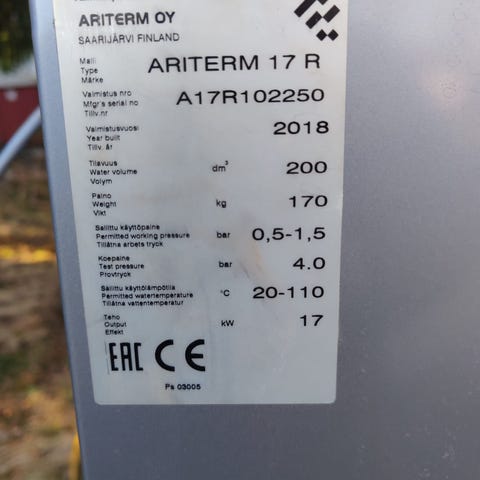 ARITERM OY
SAARIJÄRVI FINLAND
Malli
Type ARITERM 17 R
Märke
Valmistus nro
Mfgr's serial no A17R102250
Tillv.nr
Valmistusvuosi
Year built 2018
Tillv. år
Tilavuus
Water volume dm³ 200
Volym
Paino
Weight kg 170
Vikt
Sallittu käyttöpaine
Permitted working pressure bar 0,5-1,5
Tillåtna arbets tryck
Koepaine
Test pressure bar 4.0
Provtryck
Sallittu käyttölämpötila
Permitted watertemperature °C 20-110
Tillåtna vattentemperatur
Teho
Output kW 17
Effekt
EAC CE
Ps 03005